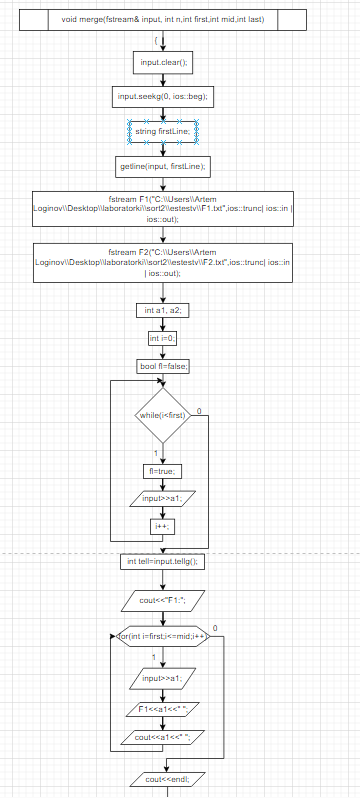 void merge(fstream& input, int n,int first,int mid,int last)
{
input.clear();
input.seekg(0, ios::beg);
string firstLine;
getline(input, firstLine);
fstream F1("C:\\Users\\Artem
Loginov\\Desktop\\laboratorki\\sort2\\estestv\\F1.txt",ios::trunc| ios::in |
ios::out);
fstream F2("C:\\Users\\Artem
Loginov\\Desktop\\laboratorki\\sort2\\estestv\\F2.txt",ios::trunc| ios::in
| ios::out);
int a1, a2;
int i=0;
bool fl=false;
while(i<first)
0
1
fl=true;
input>>a1;
i++;
int tell=input.tellg();
cout<<"F1:";
for(int i=first;i<=mid;i++)
0
1
input>>a1;
F1<<a1<<" ";
cout<<a1<<" ";
cout<<endl;